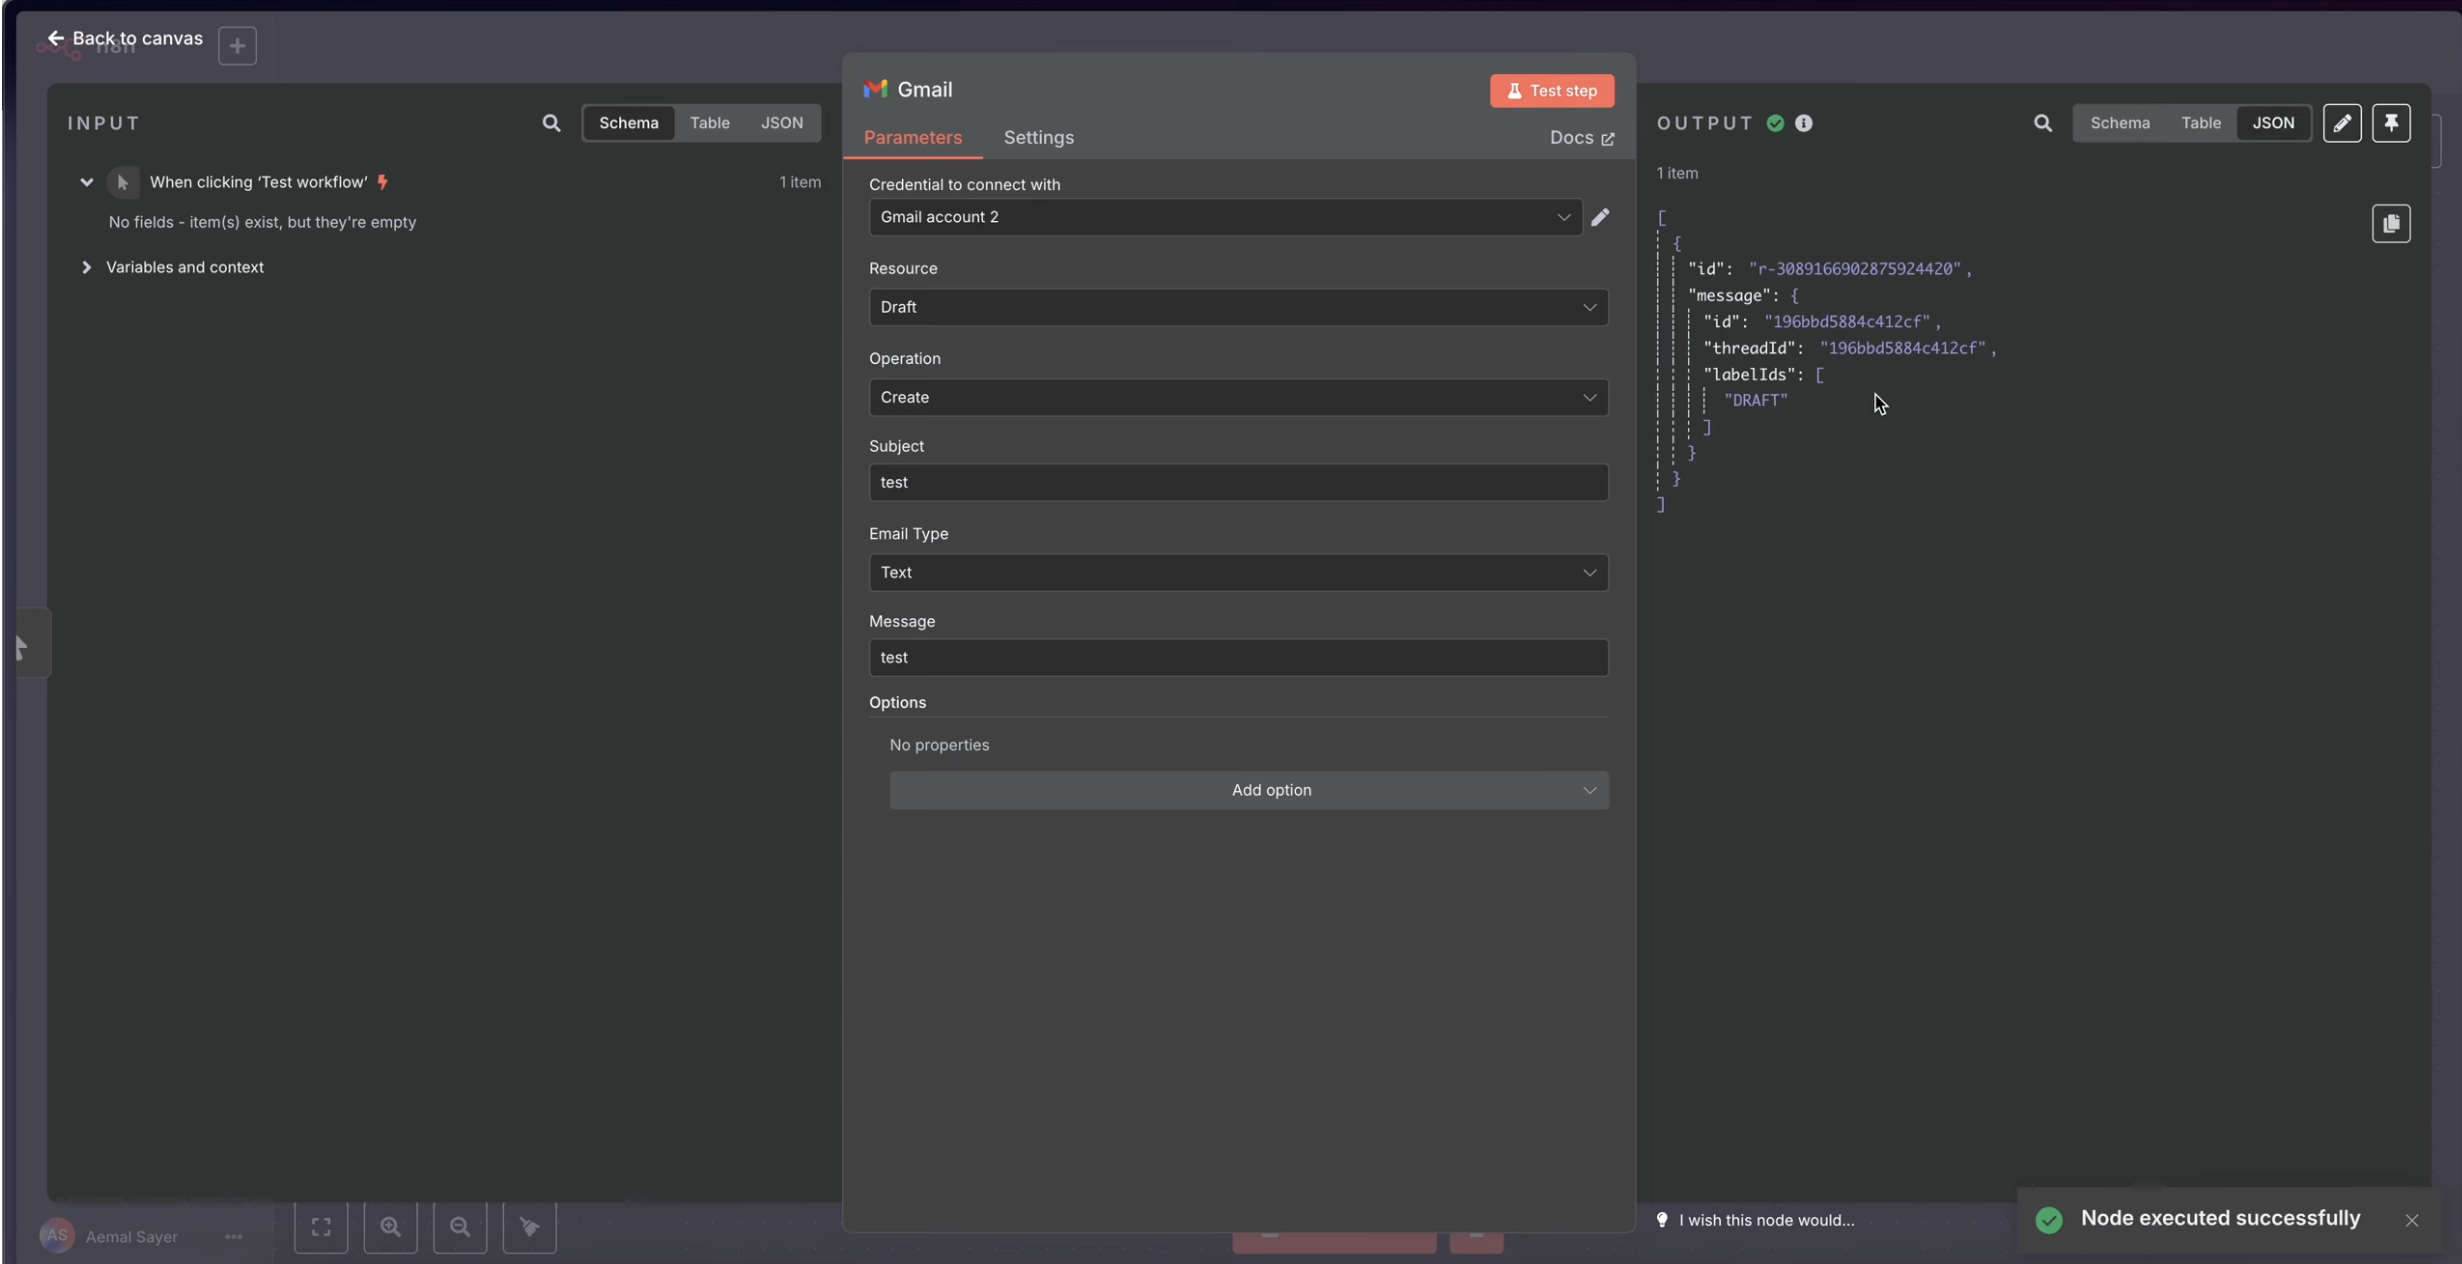 Back to canvas
n8n
+
INPUT
Schema
Table
JSON
When clicking ‘Test workflow’
1 item
No fields - item(s) exist, but they're empty
Variables and context
Gmail
Test step
Parameters
Settings
Docs
Credential to connect with
Gmail account 2
Resource
Draft
Operation
Create
Subject
test
Email Type
Text
Message
test
Options
No properties
Add option
OUTPUT
Schema
Table
JSON
1 item
[
{
"id": "r-3089166902875924420",
"message": {
"id": "196bbd5884c412cf",
"threadId": "196bbd5884c412cf",
"labelIds": [
"DRAFT"
]
}
}
]
AS
Aemal Sayer
I wish this node would...
Node executed successfully